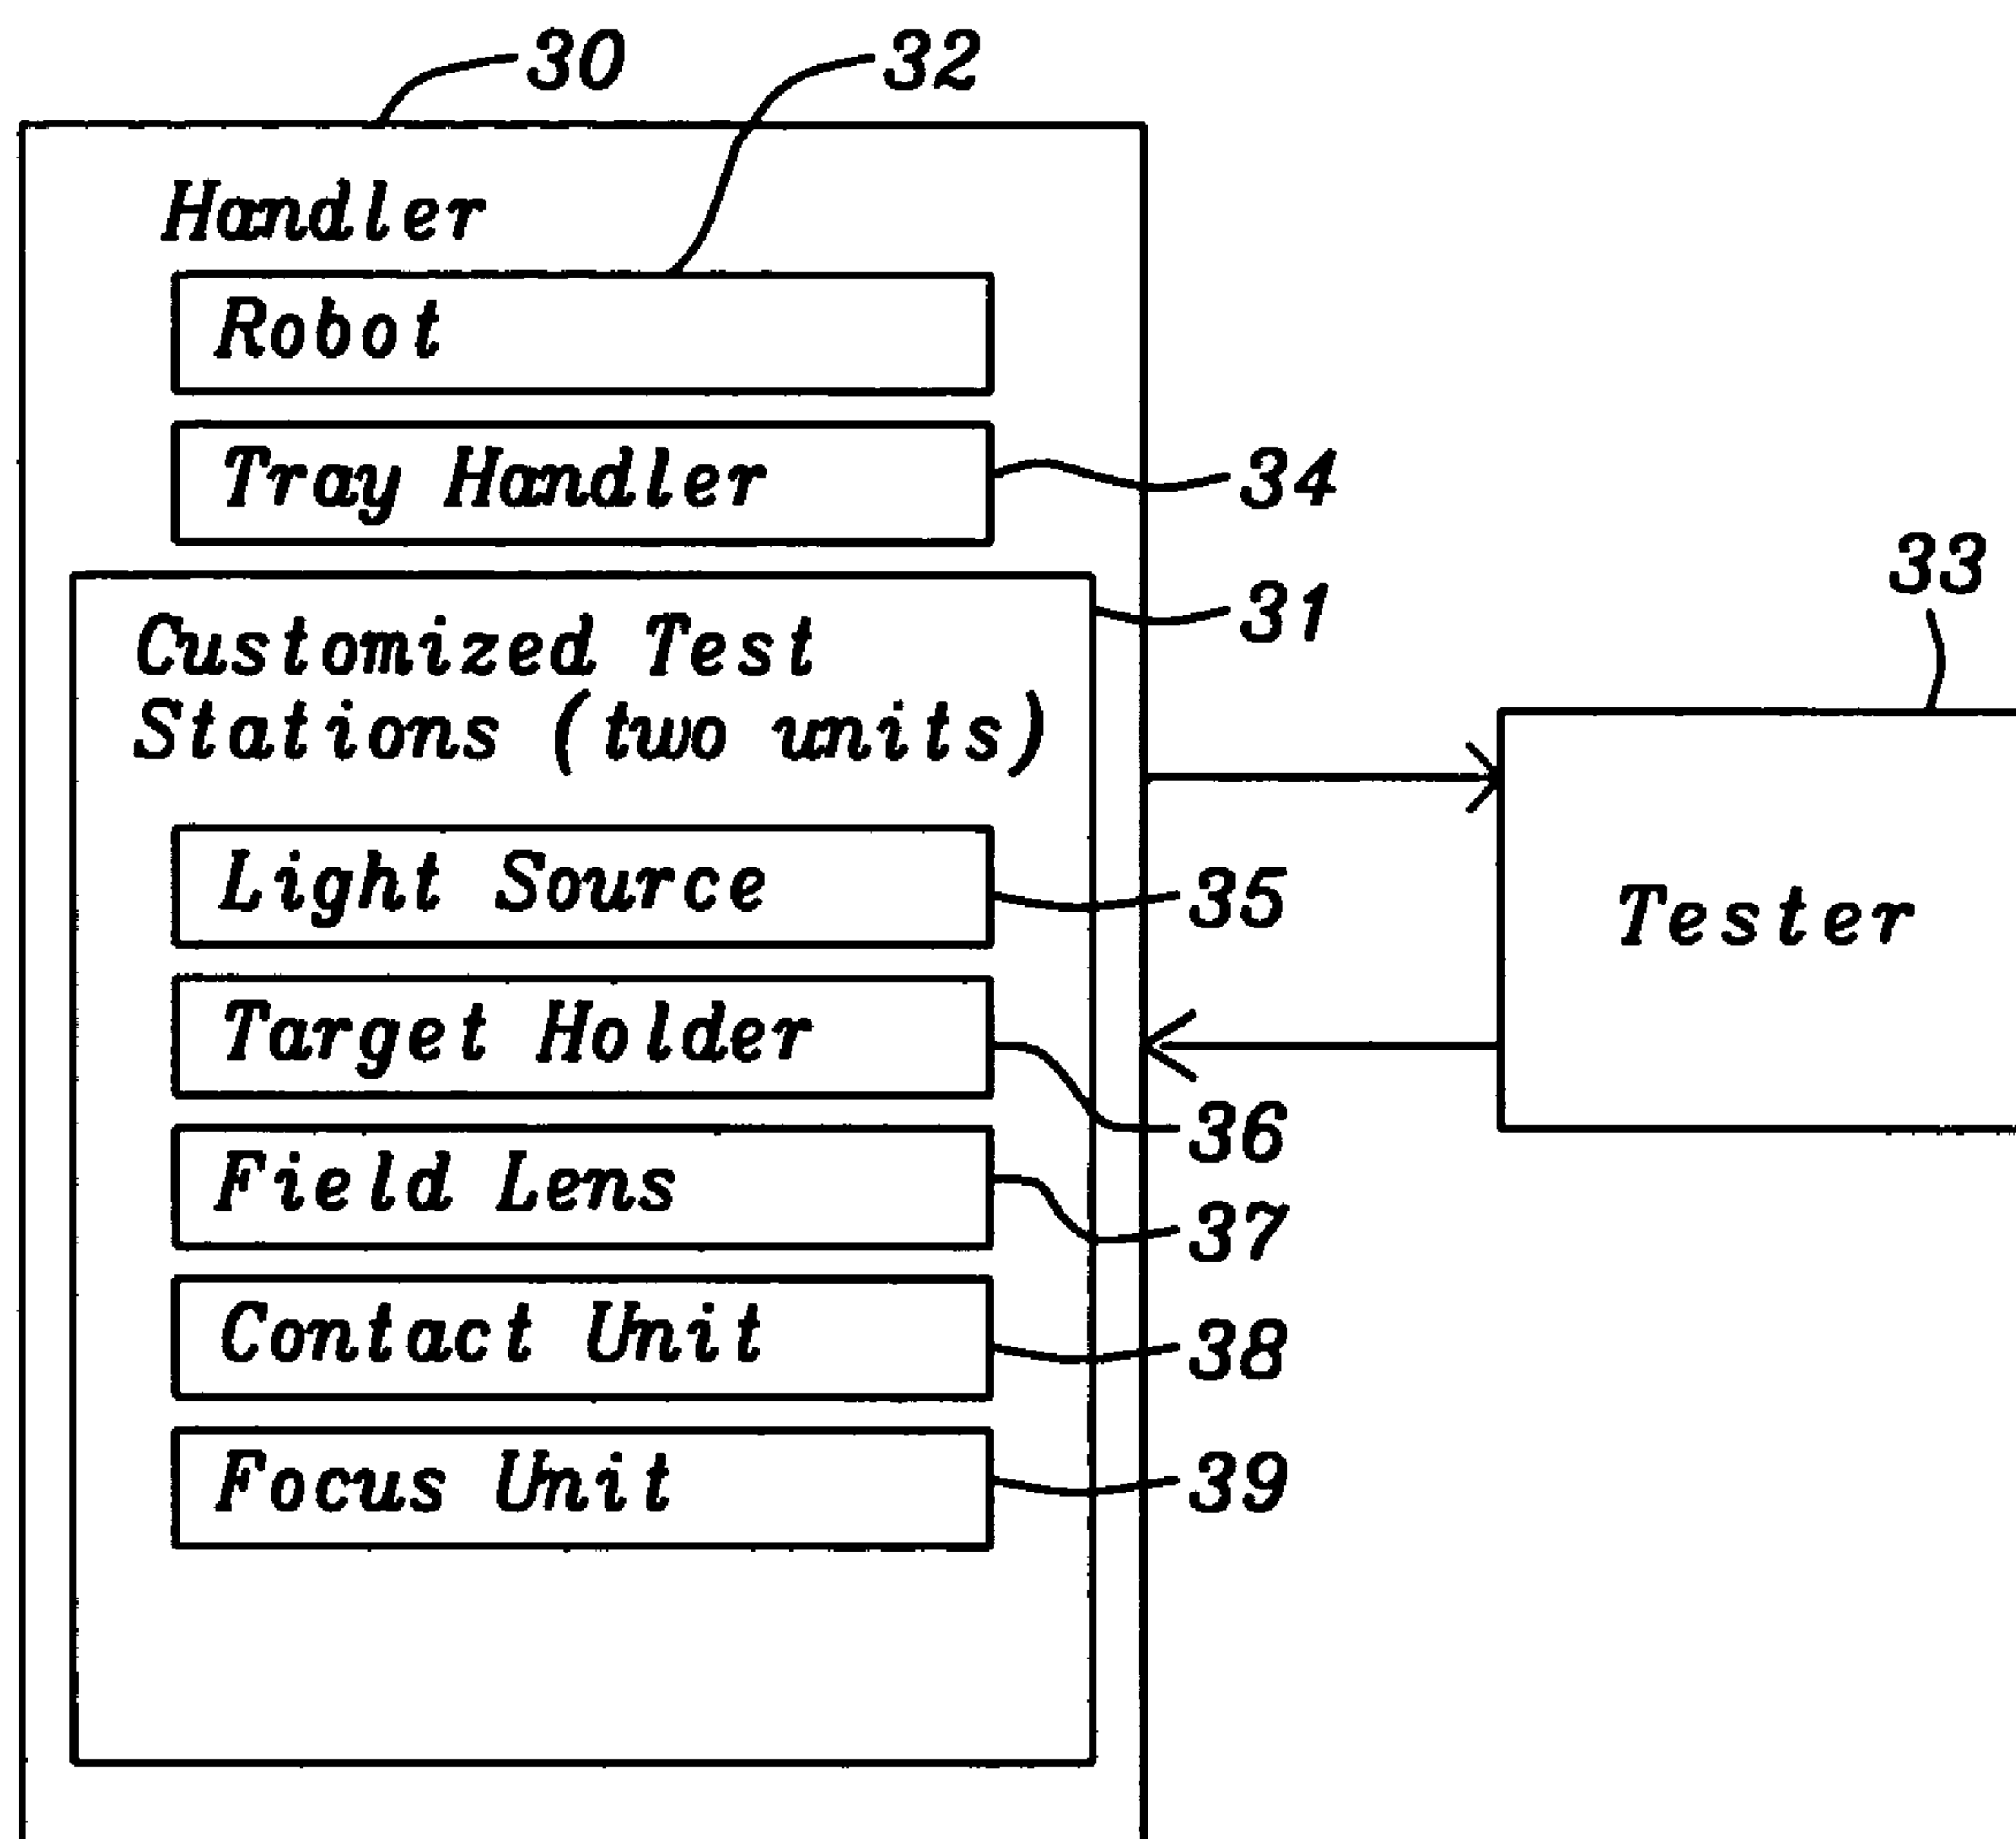 30
32
Handler
Robot
Tray Handler
34
31
33
Customized Test
Stations (two units)
Light Source
35
Tester
Target Holder
36
Field Lens
37
Contact Unit
38
Focus Unit
39